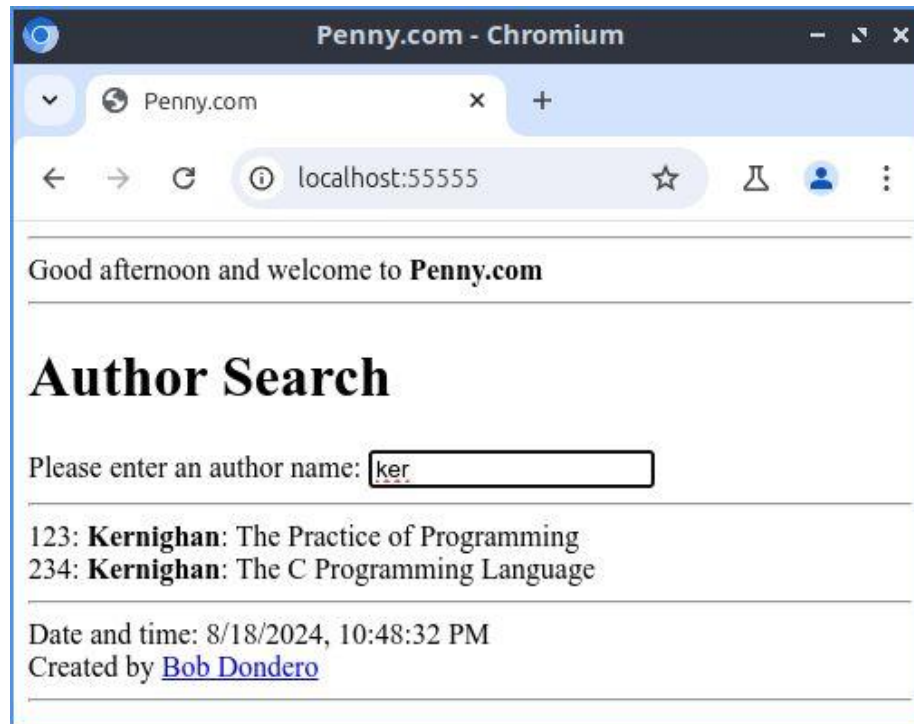 Penny.com - Chromium
Penny.com
localhost:55555
Good afternoon and welcome to Penny.com
Author Search
Please enter an author name: ker
123: Kernighan: The Practice of Programming
234: Kernighan: The C Programming Language
Date and time: 8/18/2024, 10:48:32 PM
Created by Bob Dondero